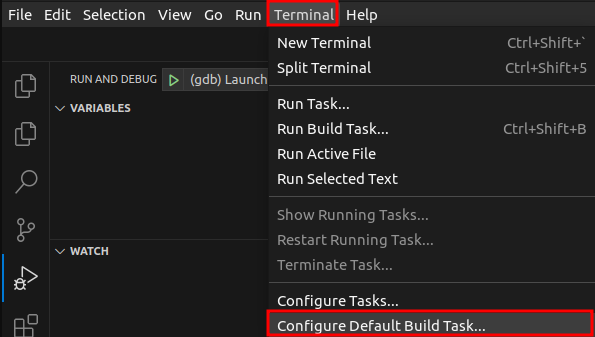 File Edit Selection View Go Run Terminal Help
New Terminal Ctrl+Shift+`
Split Terminal Ctrl+Shift+5
RUN AND DEBUG (gdb) Launch
VARIABLES
Run Task...
Run Build Task... Ctrl+Shift+B
Run Active File
Run Selected Text
Show Running Tasks...
Restart Running Task...
Terminate Task...
WATCH
Configure Tasks...
Configure Default Build Task...